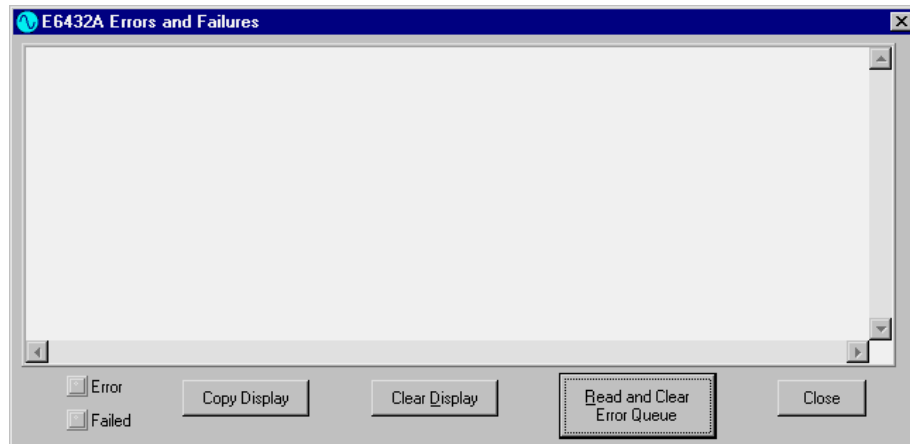 E6432A Errors and Failures
Error
Failed
Copy Display
Clear Display
Read and Clear
Error Queue
Close